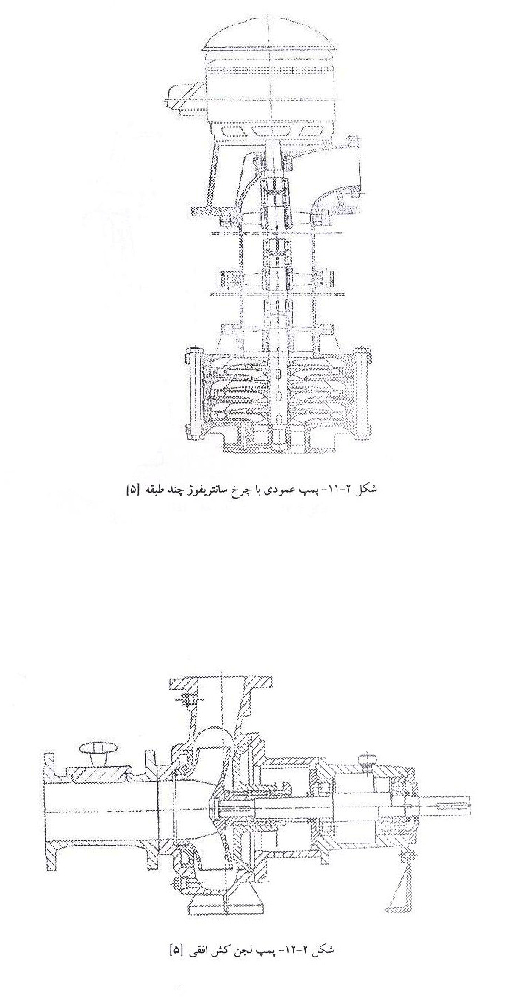 شکل ۲-۱۱- پمپ عمودی با چرخ سانتریفوژ چند طبقه [۵]
شکل ۲-۱۲- پمپ لجن کش افقی [۵]